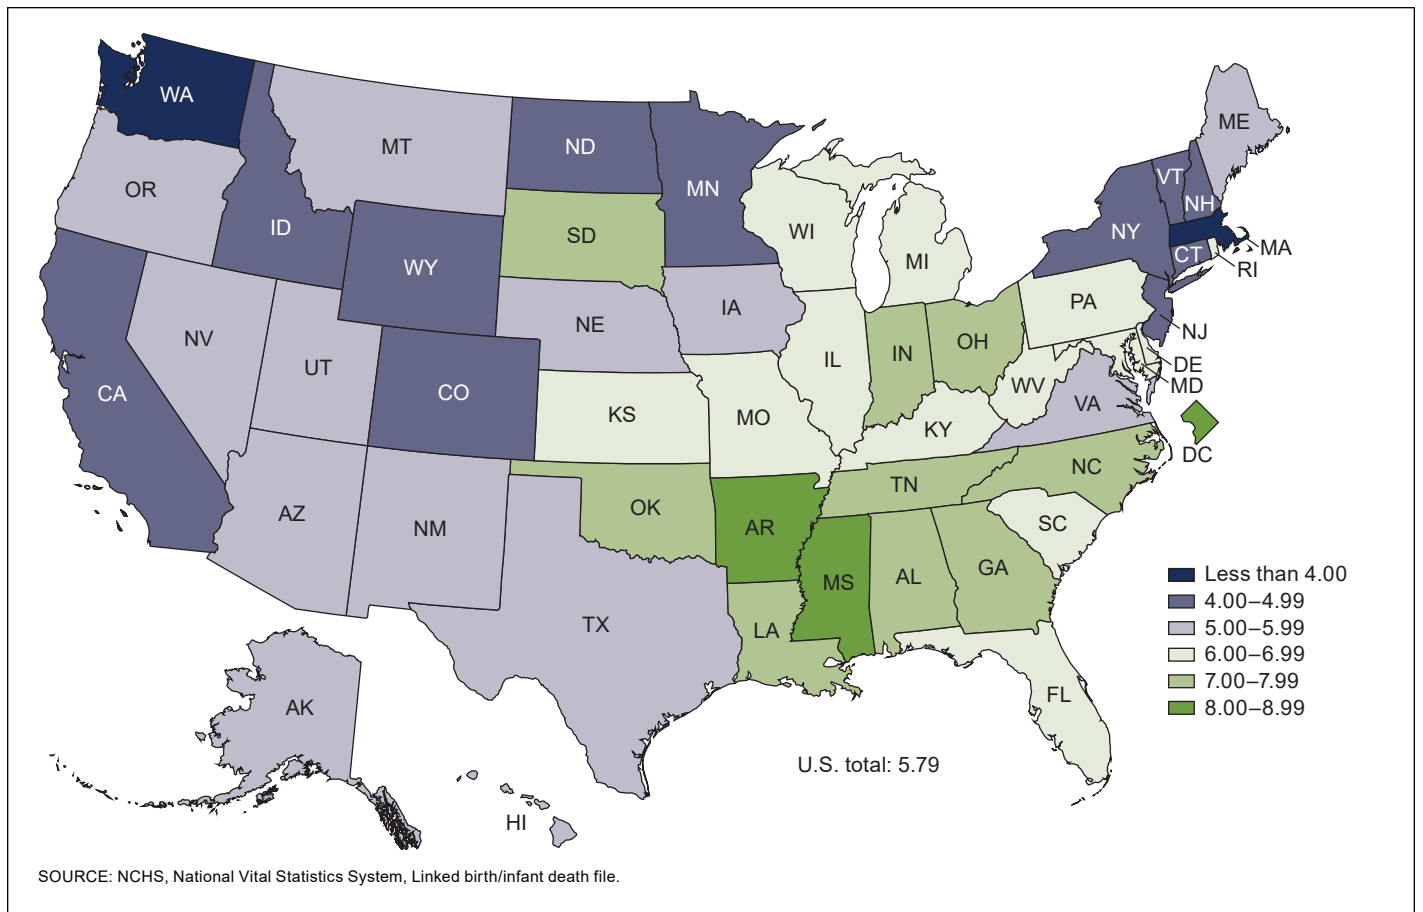 WA
MT
ND
MN
ME
OR
ID
WY
SD
WI
MI
VT
NH
NY
MA
CT
RI
NV
UT
CO
NE
IA
PA
NJ
CA
KS
MO
IL
IN
OH
WV
DE
MD
VA
DC
KY
AZ
NM
OK
AR
TN
NC
SC
TX
LA
MS
AL
GA
FL
AK
HI
Less than 4.00
4.00–4.99
5.00–5.99
6.00–6.99
7.00–7.99
8.00–8.99
U.S. total: 5.79
SOURCE: NCHS, National Vital Statistics System, Linked birth/infant death file.